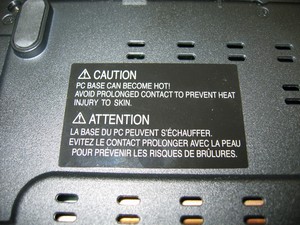 ⚠ CAUTION
PC BASE CAN BECOME HOT!
AVOID PROLONGED CONTACT TO PREVENT HEAT
INJURY TO SKIN.
⚠ ATTENTION
LA BASE DU PC PEUVENT S'ÉCHAUFFER.
EVITEZ LE CONTACT PROLONGER AVEC LA PEAU
POUR PRÉVENIR LES RISQUES DE BRÛLURES.